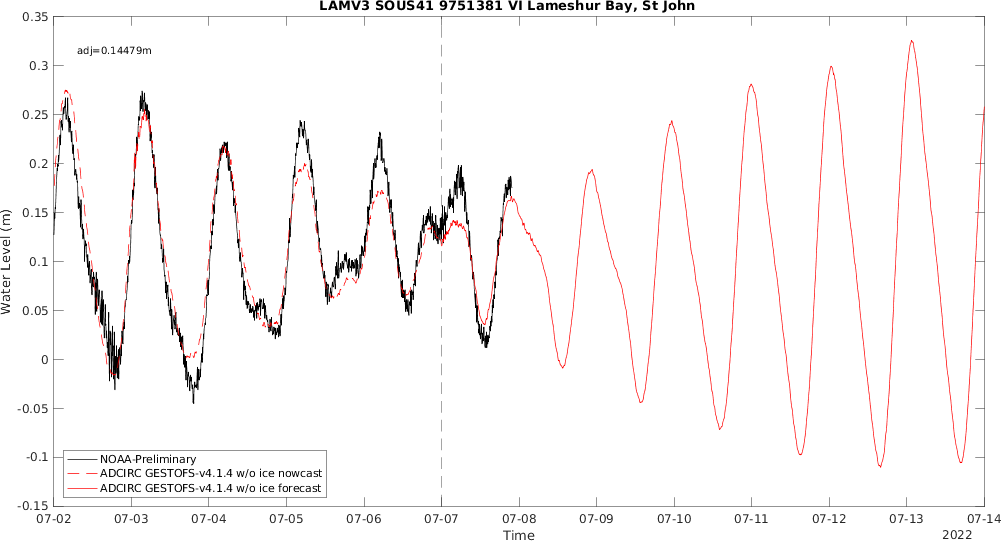 LAMV3 SOUS41 9751381 VI Lameshur Bay, St John
adj=0.14479m
0.35
0.3
0.25
0.2
0.15
0.1
0.05
0
-0.05
-0.1
-0.15
Water Level (m)
NOAA-Preliminary
ADCIRC GESTOFS-v4.1.4 w/o ice nowcast
ADCIRC GESTOFS-v4.1.4 w/o ice forecast
07-02 07-03 07-04 07-05 07-06 07-07 07-08 07-09 07-10 07-11 07-12 07-13 07-14
Time
2022